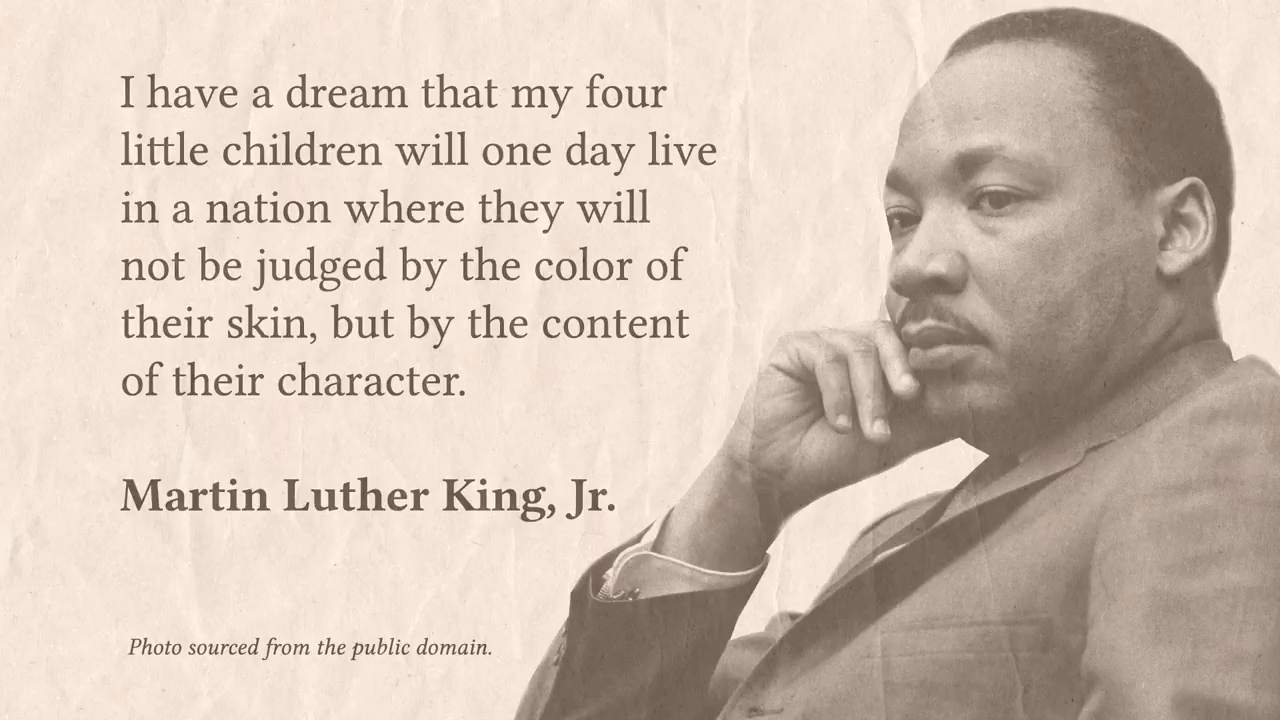 I have a dream that my four
little children will one day live
in a nation where they will
not be judged by the color of
their skin, but by the content
of their character.
Martin Luther King, Jr.
Photo sourced from the public domain.